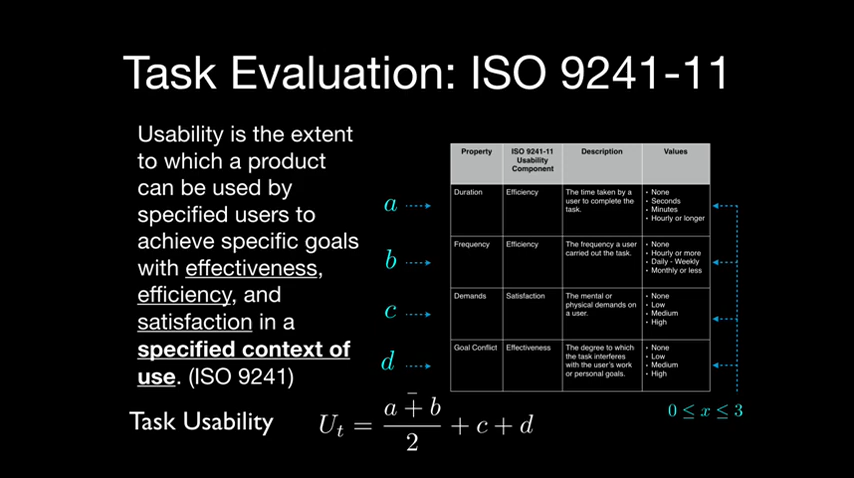 Task Evaluation: ISO 9241-11
Usability is the extent
to which a product
can be used by
specified users to
achieve specific goals
with effectiveness,
efficiency, and
satisfaction in a
specified context of
use. (ISO 9241)
Property
ISO 9241-11
Usability
Component
Description
Values
a
Duration
Efficiency
The time taken by a
user to complete the
task.
• None
• Seconds
• Minutes
• Hourly or longer
b
Frequency
Efficiency
The frequency a user
carried out the task.
• None
• Hourly or more
• Daily - Weekly
• Monthly or less
c
Demands
Satisfaction
The mental or
physical demands on
a user.
• None
• Low
• Medium
• High
d
Goal Conflict
Effectiveness
The degree to which
the task interferes
with the user's work
or personal goals.
• None
• Low
• Medium
• High
0 ≤ x ≤ 3
Task Usability
U_t = (a ∓ b)/2 + c + d